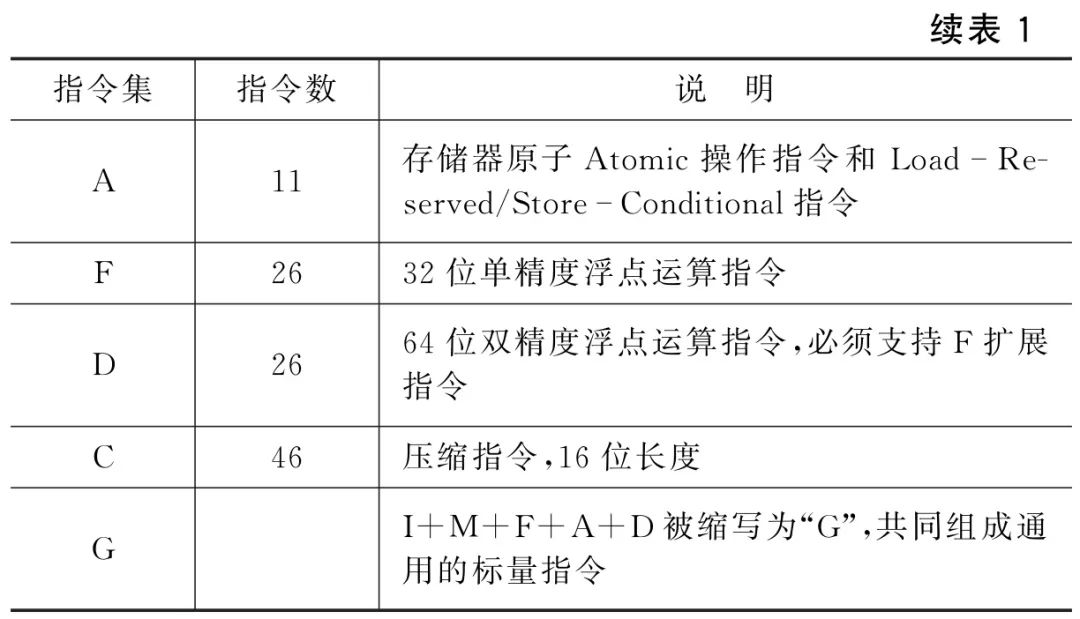 续表 1
指令集 指令数 说 明
A 11 存储器原子 Atomic 操作指令和 Load-Re-
served/Store-Conditional 指令
F 26 32 位单精度浮点运算指令
D 26 64 位双精度浮点运算指令,必须支持 F 扩展
指令
C 46 压缩指令,16 位长度
G I+M+F+A+D 被缩写为“G”,共同组成通
用的标量指令